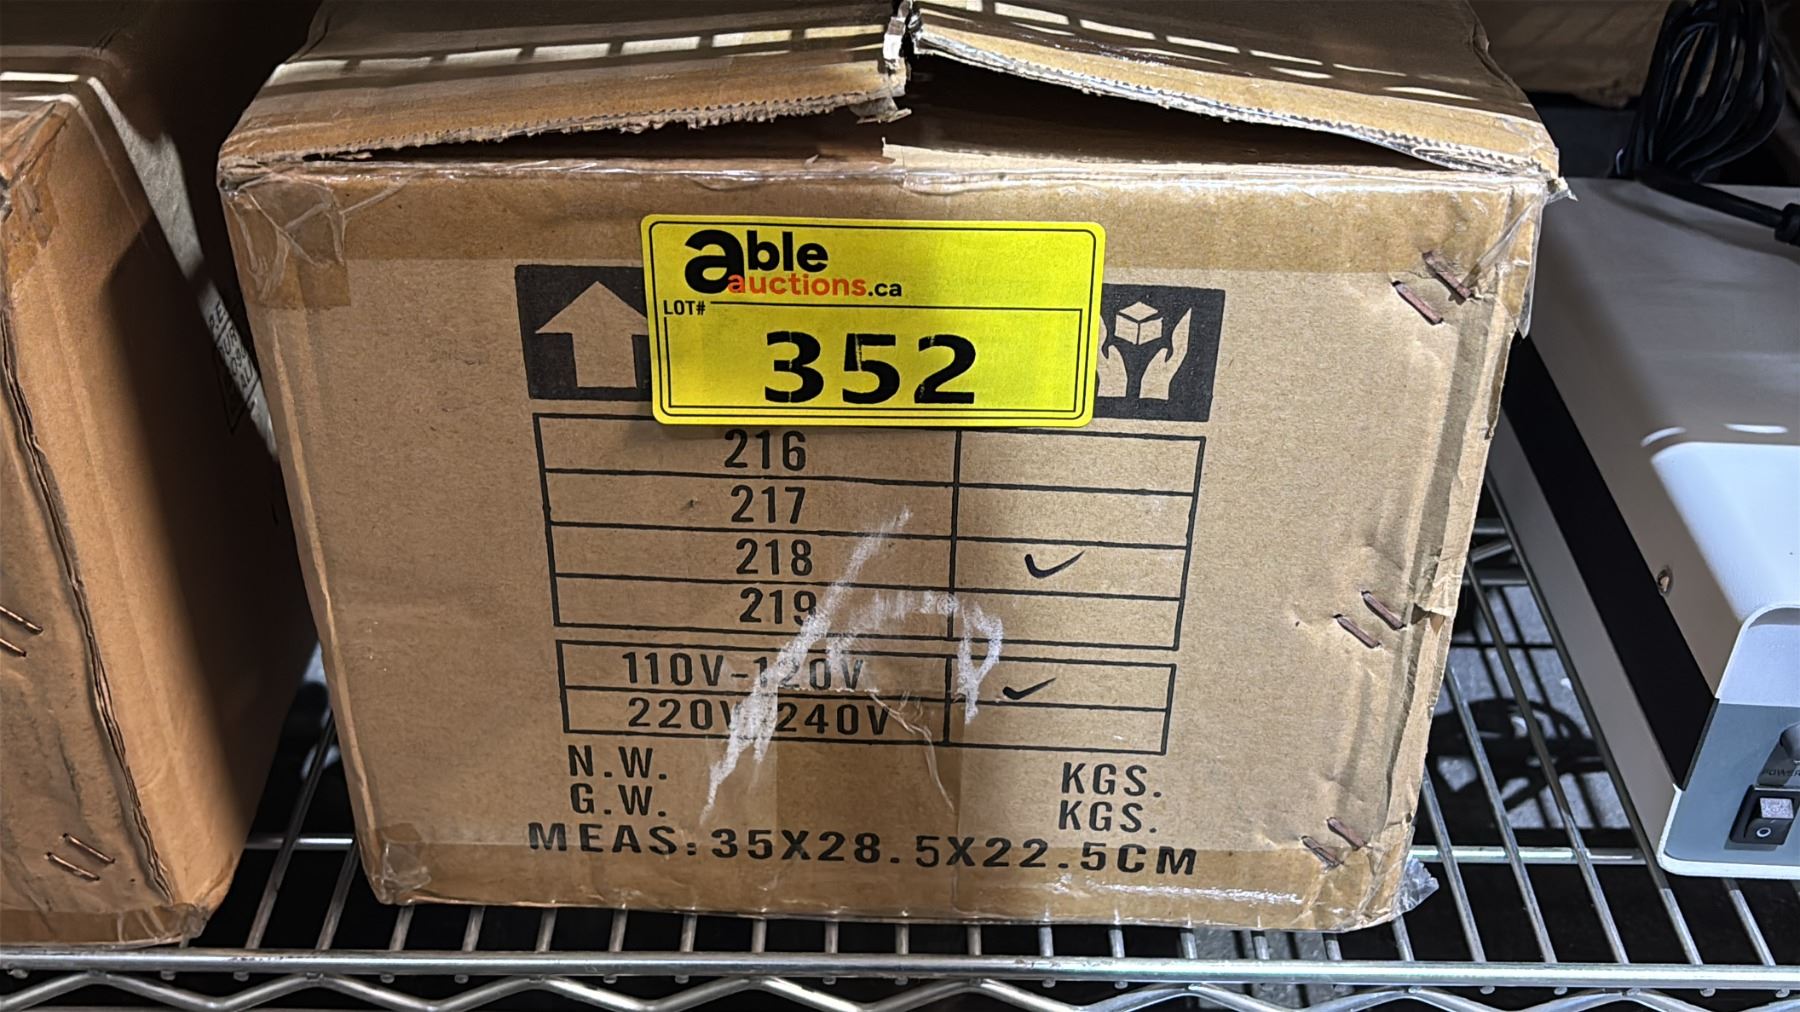 able
auctions.ca
LOT#
352
216
217
218 ✓
219
110V-120V ✓
220V-240V
N.W. KGS.
G.W. KGS.
MEAS:35X28.5X22.5CM
POWER